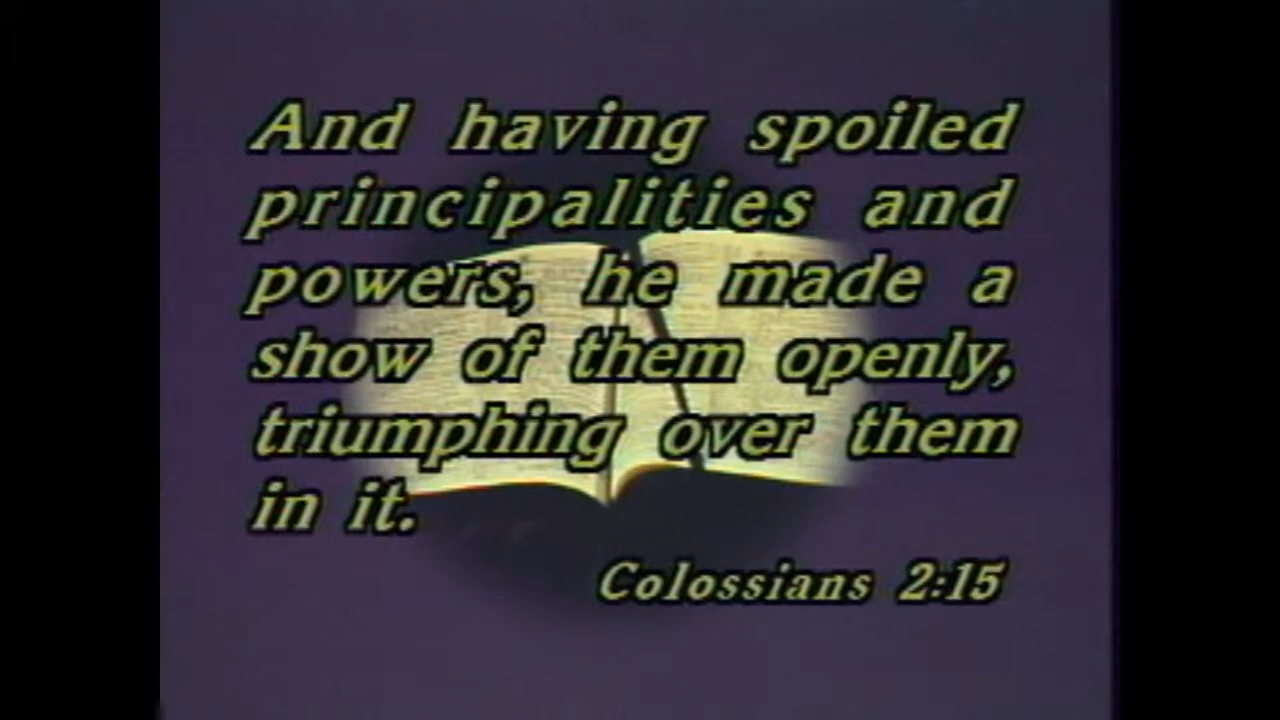 And having spoiled
principalities and
powers, he made a
show of them openly,
triumphing over them
in it.
Colossians 2:15